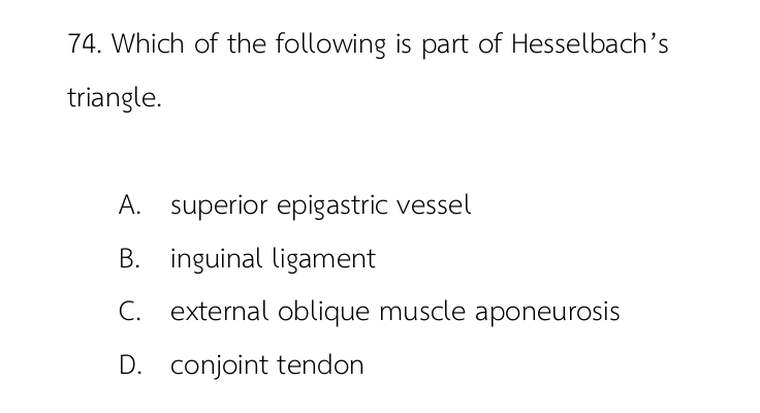 74. Which of the following is part of Hesselbach’s
triangle.
A. superior epigastric vessel
B. inguinal ligament
C. external oblique muscle aponeurosis
D. conjoint tendon